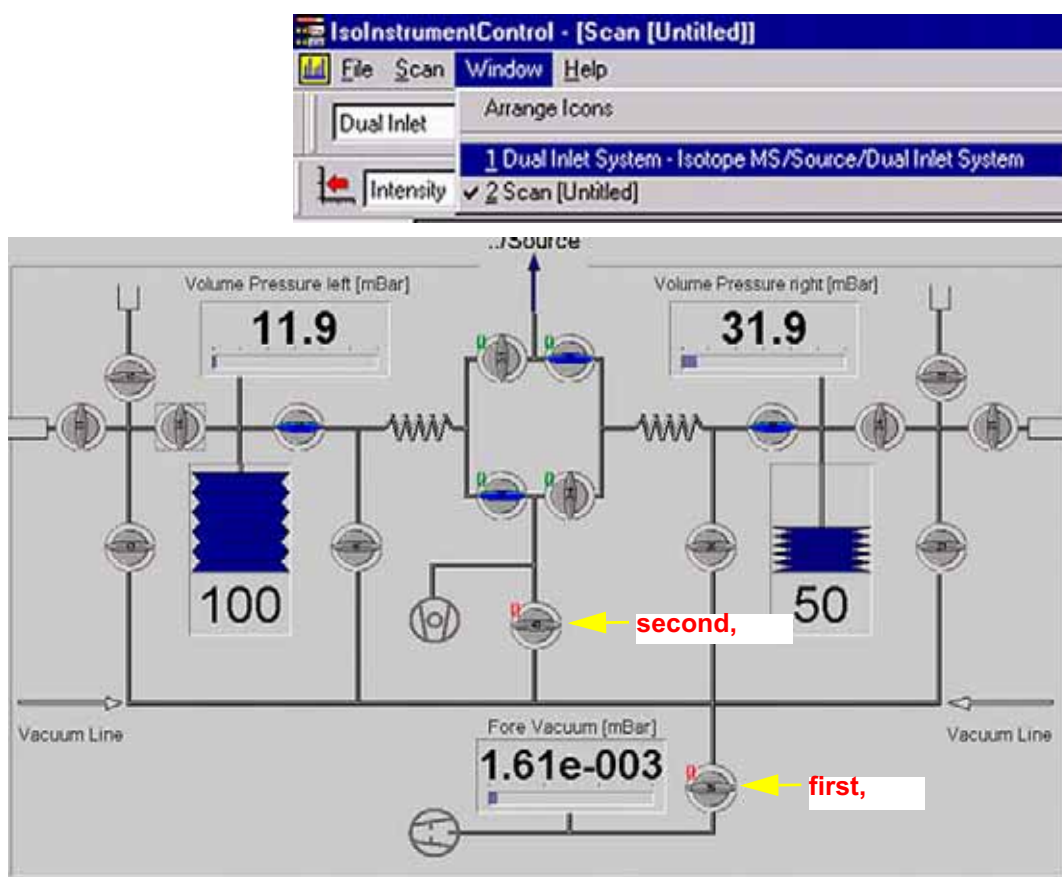 IsoInstrumentControl - [Scan [Untitled]]
File Scan Window Help
Arrange Icons
Dual Inlet
1 Dual Inlet System - Isotope MS/Source/Dual Inlet System
Intensity
✔ 2 Scan [Untitled]
../Source
Volume Pressure left [mBar]
11.9
Volume Pressure right [mBar]
31.9
100
50
second,
Vacuum Line
Fore Vacuum [mBar]
1.61e-003
Vacuum Line
first,